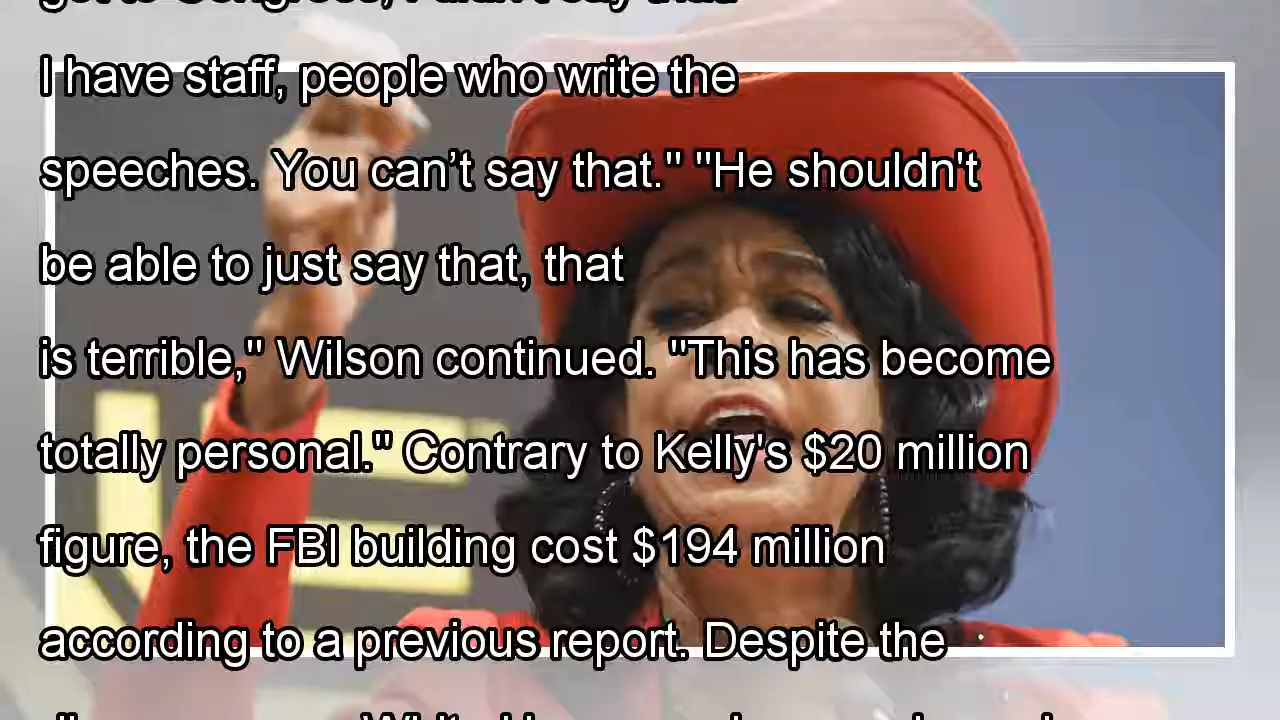 I have staff, people who write the
speeches. You can’t say that." "He shouldn't
be able to just say that, that
is terrible," Wilson continued. "This has become
totally personal." Contrary to Kelly's $20 million
figure, the FBI building cost $194 million
according to a previous report. Despite the